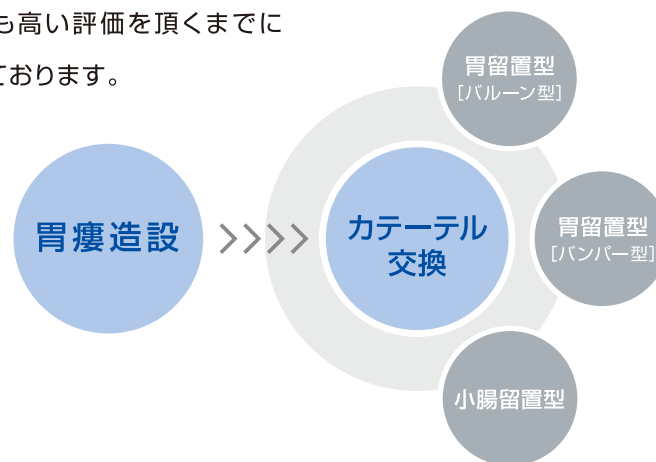 も高い評価を頂くまでに
ております。
胃瘻造設
カテーテル
交換
胃留置型
[バルーン型]
胃留置型
[バンパー型]
小腸留置型